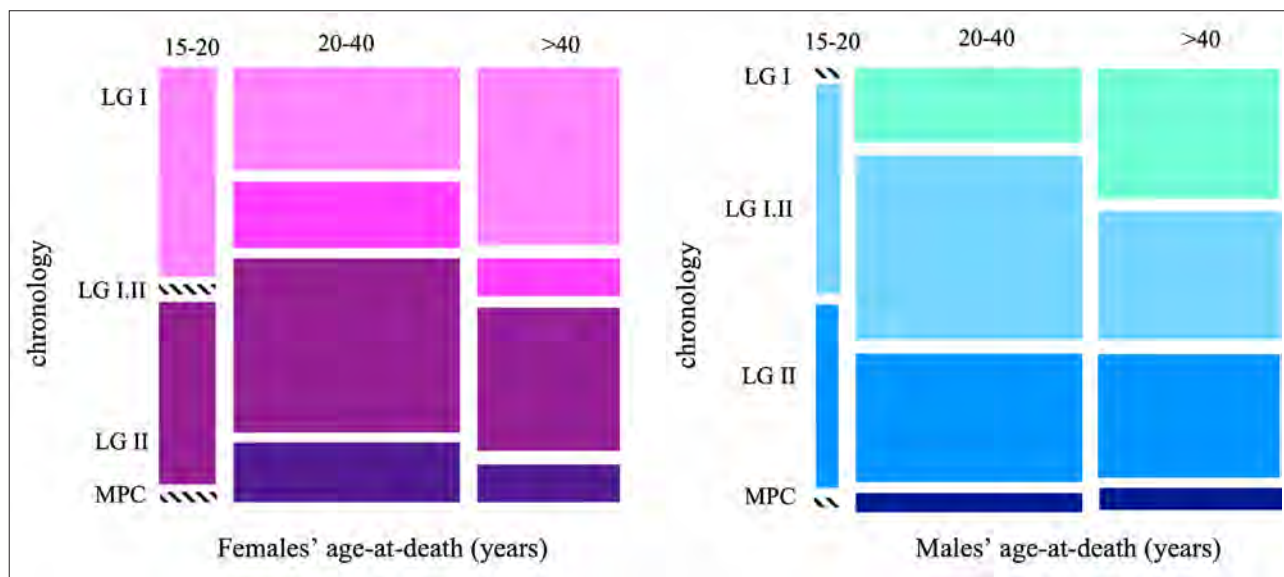 15-20 20-40 >40
LG I
LG I.II
LG II
MPC
chronology
Females’ age-at-death (years)
15-20 20-40 >40
LG I
LG I.II
LG II
MPC
chronology
Males’ age-at-death (years)